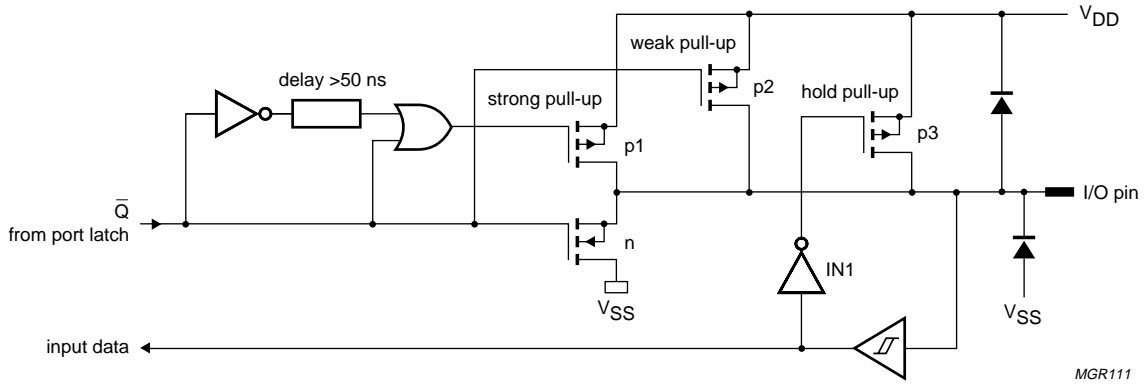 VDD
weak pull-up
delay >50 ns
p2
strong pull-up
hold pull-up
p1
p3
Q̅
I/O pin
from port latch
n
IN1
VSS
VSS
input data
MGR111